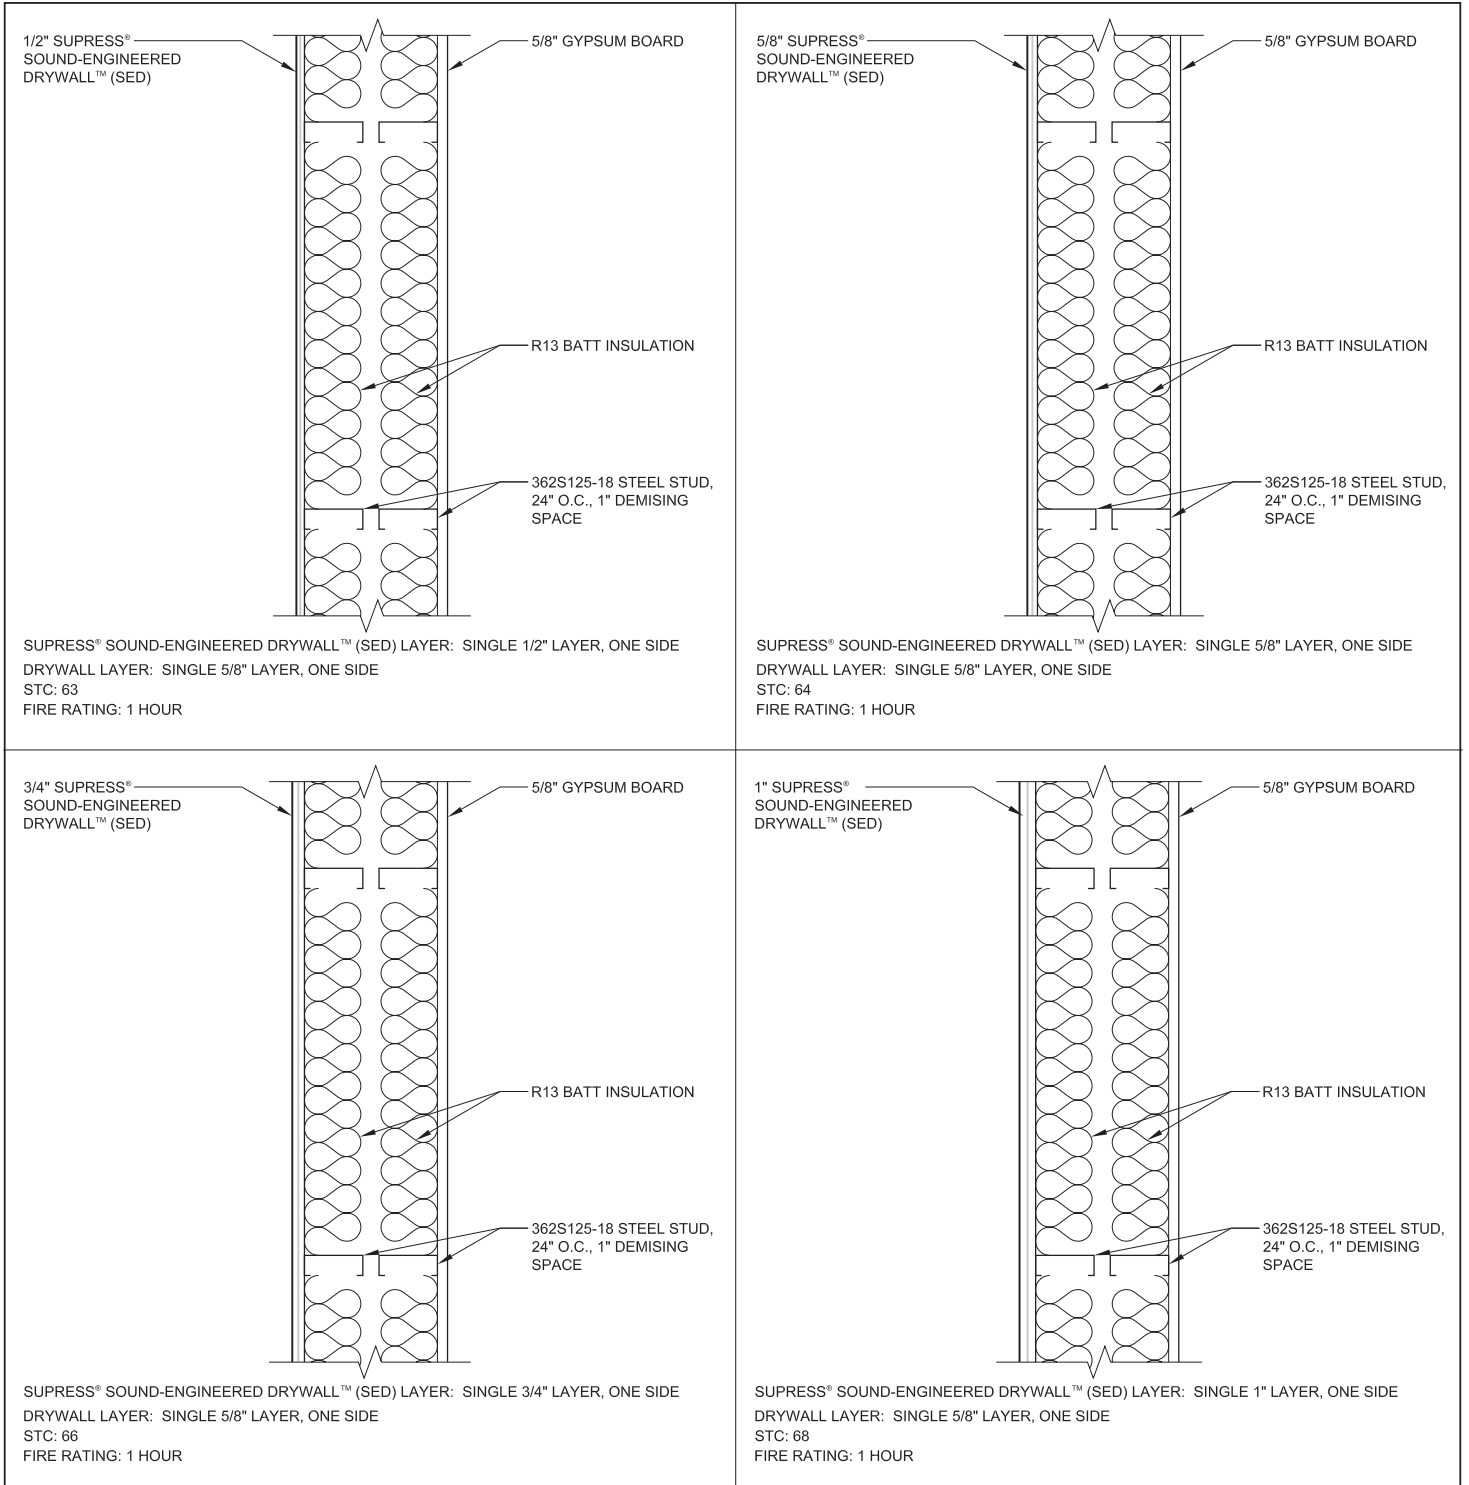 1/2" SUPRESS®
SOUND-ENGINEERED
DRYWALL™ (SED)
5/8" GYPSUM BOARD
R13 BATT INSULATION
362S125-18 STEEL STUD,
24" O.C., 1" DEMISING
SPACE
SUPRESS® SOUND-ENGINEERED DRYWALL™ (SED) LAYER: SINGLE 1/2" LAYER, ONE SIDE
DRYWALL LAYER: SINGLE 5/8" LAYER, ONE SIDE
STC: 63
FIRE RATING: 1 HOUR
5/8" SUPRESS®
SOUND-ENGINEERED
DRYWALL™ (SED)
5/8" GYPSUM BOARD
R13 BATT INSULATION
362S125-18 STEEL STUD,
24" O.C., 1" DEMISING
SPACE
SUPRESS® SOUND-ENGINEERED DRYWALL™ (SED) LAYER: SINGLE 5/8" LAYER, ONE SIDE
DRYWALL LAYER: SINGLE 5/8" LAYER, ONE SIDE
STC: 64
FIRE RATING: 1 HOUR
3/4" SUPRESS®
SOUND-ENGINEERED
DRYWALL™ (SED)
5/8" GYPSUM BOARD
R13 BATT INSULATION
362S125-18 STEEL STUD,
24" O.C., 1" DEMISING
SPACE
SUPRESS® SOUND-ENGINEERED DRYWALL™ (SED) LAYER: SINGLE 3/4" LAYER, ONE SIDE
DRYWALL LAYER: SINGLE 5/8" LAYER, ONE SIDE
STC: 66
FIRE RATING: 1 HOUR
1" SUPRESS®
SOUND-ENGINEERED
DRYWALL™ (SED)
5/8" GYPSUM BOARD
R13 BATT INSULATION
362S125-18 STEEL STUD,
24" O.C., 1" DEMISING
SPACE
SUPRESS® SOUND-ENGINEERED DRYWALL™ (SED) LAYER: SINGLE 1" LAYER, ONE SIDE
DRYWALL LAYER: SINGLE 5/8" LAYER, ONE SIDE
STC: 68
FIRE RATING: 1 HOUR